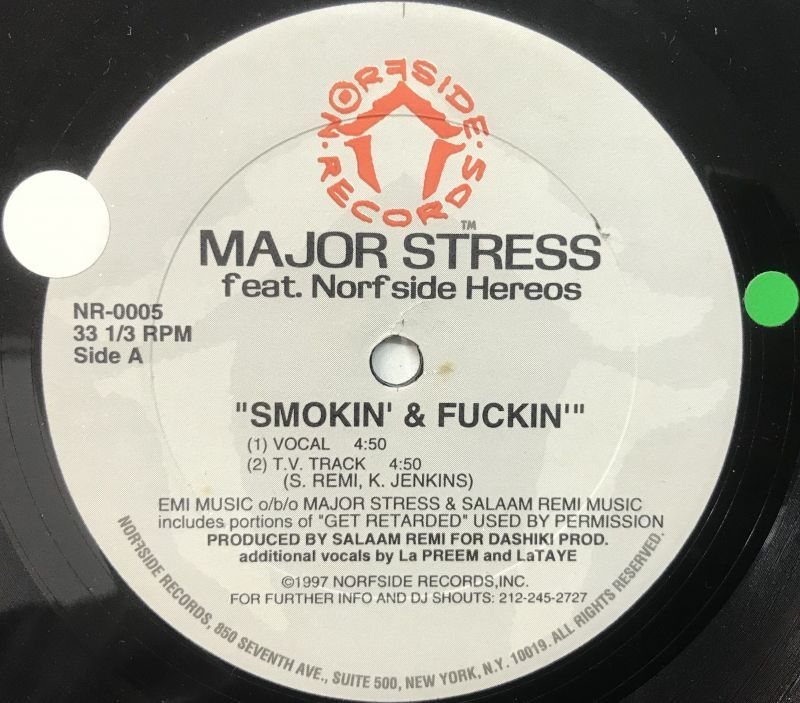 NORFSIDE · RECORDS ·
MAJOR STRESS™
feat. Norfside Hereos
NR-0005
33 1/3 RPM
Side A
"SMOKIN' & FUCKIN'"
(1) VOCAL 4:50
(2) T.V. TRACK 4:50
(S. REMI, K. JENKINS)
EMI MUSIC o/b/o MAJOR STRESS & SALAAM REMI MUSIC
includes portions of "GET RETARDED" USED BY PERMISSION
PRODUCED BY SALAAM REMI FOR DASHIKI PROD.
additional vocals by La PREEM and LaTAYE
©1997 NORFSIDE RECORDS,INC.
FOR FURTHER INFO AND DJ SHOUTS: 212-245-2727
NORFSIDE RECORDS, 850 SEVENTH AVE., SUITE 500, NEW YORK, N.Y. 10019. ALL RIGHTS RESERVED.